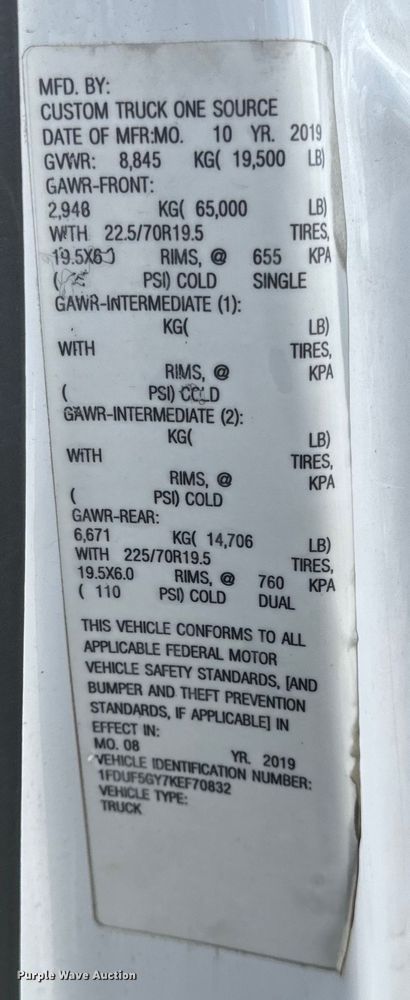 MFD. BY:
CUSTOM TRUCK ONE SOURCE
DATE OF MFR:MO. 10 YR. 2019
GVWR: 8,845 KG( 19,500 LB)
GAWR-FRONT:
2,948 KG( 65,000 LB)
WITH 22.5/70R19.5 TIRES,
19.5X6.0 RIMS, @ 655 KPA
( PSI) COLD SINGLE
GAWR-INTERMEDIATE (1):
KG( LB)
WITH TIRES,
RIMS, @ KPA
( PSI) COLD
GAWR-INTERMEDIATE (2):
KG( LB)
WITH TIRES,
RIMS, @ KPA
( PSI) COLD
GAWR-REAR:
6,671 KG( 14,706 LB)
WITH 225/70R19.5 TIRES,
19.5X6.0 RIMS, @ 760 KPA
( 110 PSI) COLD DUAL
THIS VEHICLE CONFORMS TO ALL
APPLICABLE FEDERAL MOTOR
VEHICLE SAFETY STANDARDS, [AND
BUMPER AND THEFT PREVENTION
STANDARDS, IF APPLICABLE] IN
EFFECT IN:
MO. 08 YR. 2019
VEHICLE IDENTIFICATION NUMBER:
1FDUF5GY7KEF70832
VEHICLE TYPE:
TRUCK
Purple Wave Auction